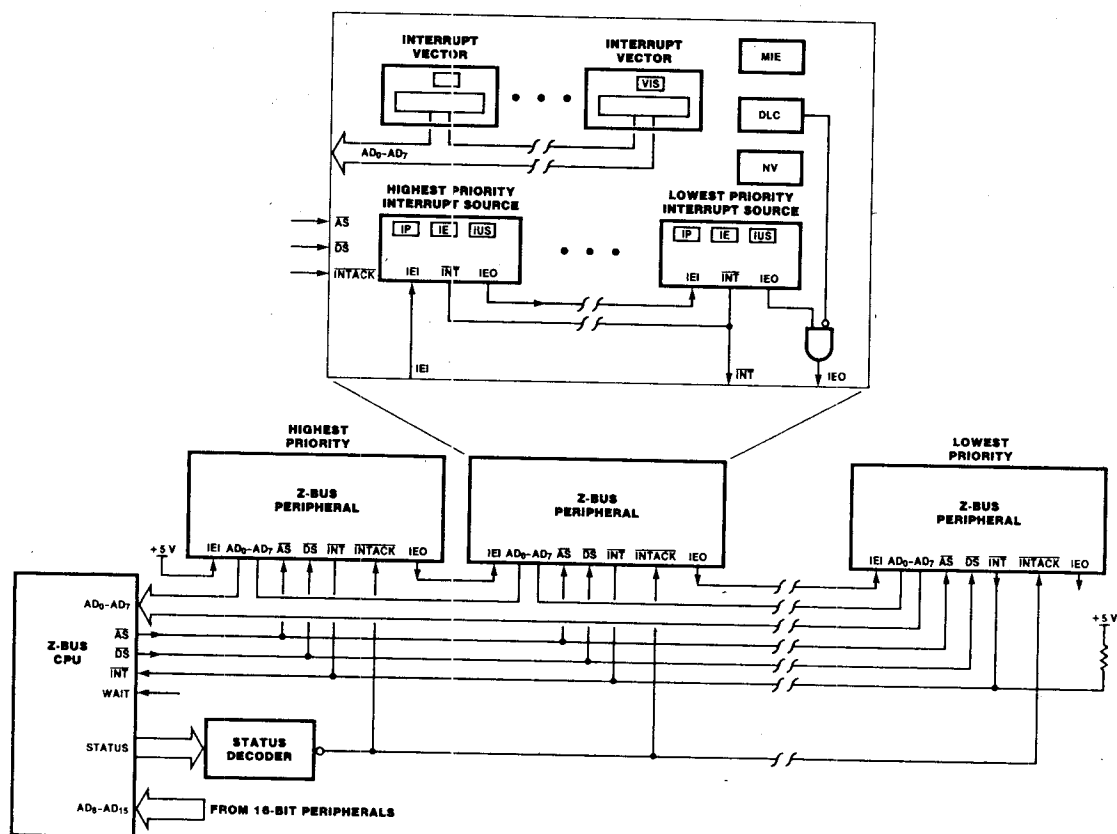 INTERRUPT
VECTOR
INTERRUPT
VECTOR
VIS
MIE
DLC
NV
AD0-AD7
HIGHEST PRIORITY
INTERRUPT SOURCE
LOWEST PRIORITY
INTERRUPT SOURCE
AS
DS
INTACK
IP IE IUS
IEI INT IEO
IP IE IUS
IEI INT IEO
IEI
INT
IEO
HIGHEST
PRIORITY
LOWEST
PRIORITY
Z-BUS
PERIPHERAL
Z-BUS
PERIPHERAL
Z-BUS
PERIPHERAL
+5 V
IEI AD0-AD7 AS DS INT INTACK IEO
IEI AD0-AD7 AS DS INT INTACK IEO
IEI AD0-AD7 AS DS INT INTACK IEO
+5 V
Z-BUS
CPU
AD0-AD7
AS
DS
INT
WAIT
STATUS
AD8-AD15
STATUS
DECODER
FROM 16-BIT PERIPHERALS